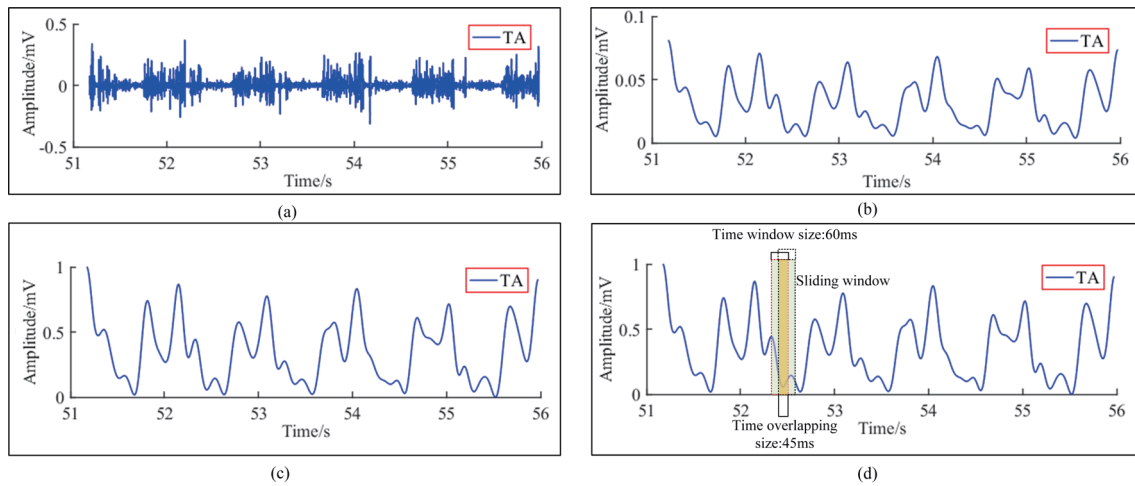 0.5
TA
0
-0.5
Amplitude/mV
51 52 53 54 55 56
Time/s
(a)
0.1
TA
0.05
0
Amplitude/mV
51 52 53 54 55 56
Time/s
(b)
1
TA
0.5
0
Amplitude/mV
51 52 53 54 55 56
Time/s
(c)
Time window size:60ms
1
TA
Sliding window
0.5
0
Amplitude/mV
51 52 53 54 55 56
Time overlapping
size:45ms
Time/s
(d)